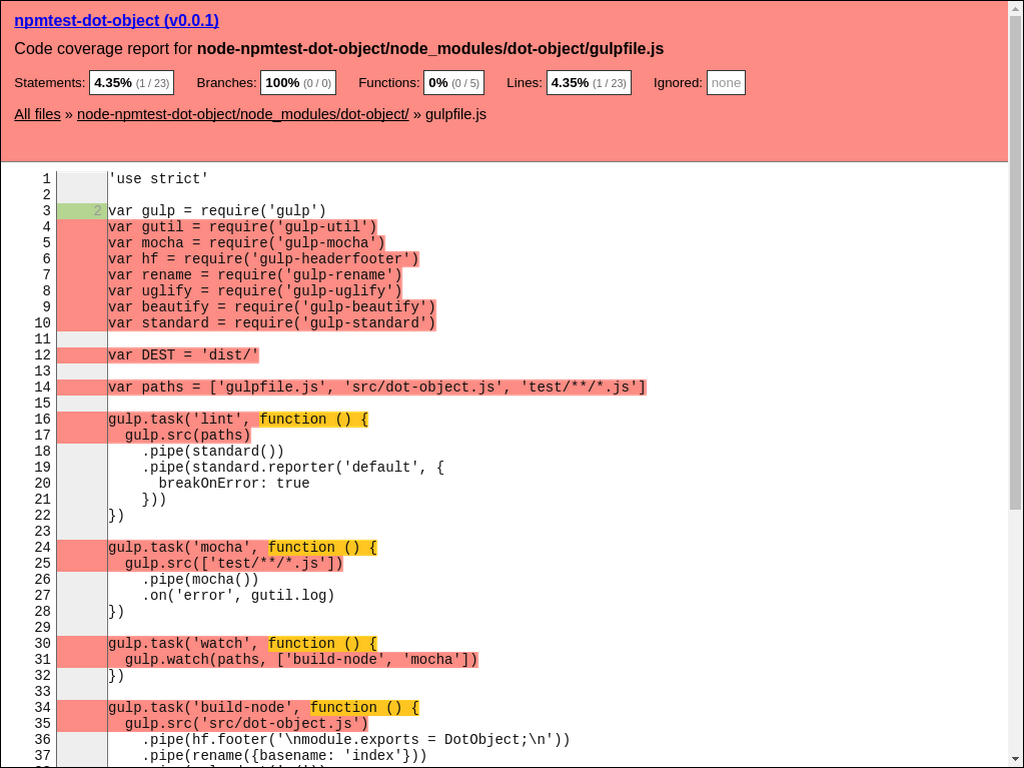 npmtest-dot-object (v0.0.1)
Code coverage report for node-npmtest-dot-object/node_modules/dot-object/gulpfile.js
Statements: 4.35% (1 / 23) Branches: 100% (0 / 0) Functions: 0% (0 / 5) Lines: 4.35% (1 / 23) Ignored: none
All files » node-npmtest-dot-object/node_modules/dot-object/ » gulpfile.js
1 'use strict'
2
3 2 var gulp = require('gulp')
4 var gutil = require('gulp-util')
5 var mocha = require('gulp-mocha')
6 var hf = require('gulp-headerfooter')
7 var rename = require('gulp-rename')
8 var uglify = require('gulp-uglify')
9 var beautify = require('gulp-beautify')
10 var standard = require('gulp-standard')
11
12 var DEST = 'dist/'
13
14 var paths = ['gulpfile.js', 'src/dot-object.js', 'test/**/*.js']
15
16 gulp.task('lint', function () {
17   gulp.src(paths)
18     .pipe(standard())
19     .pipe(standard.reporter('default', {
20       breakOnError: true
21     }))
22 })
23
24 gulp.task('mocha', function () {
25   gulp.src(['test/**/*.js'])
26     .pipe(mocha())
27     .on('error', gutil.log)
28 })
29
30 gulp.task('watch', function () {
31   gulp.watch(paths, ['build-node', 'mocha'])
32 })
33
34 gulp.task('build-node', function () {
35   gulp.src('src/dot-object.js')
36     .pipe(hf.footer('\nmodule.exports = DotObject;\n'))
37     .pipe(rename({basename: 'index'}))